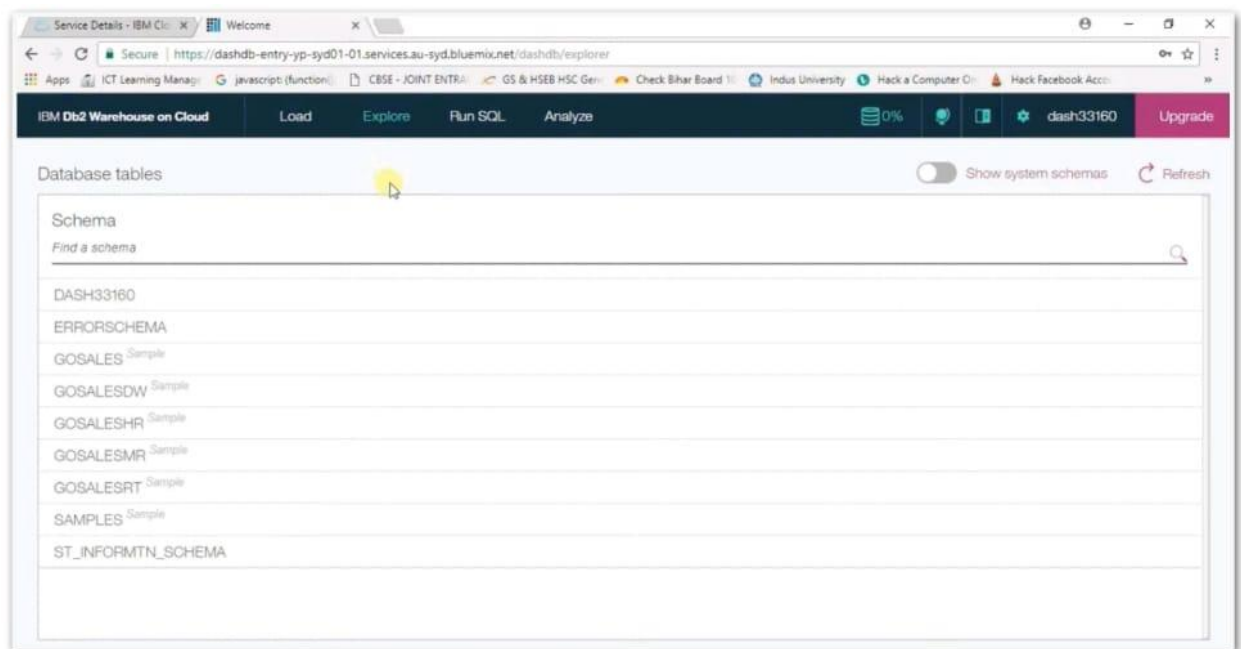 Service Details - IBM Clo
Welcome
Secure | https://dashdb-entry-yp-syd01-01.services.au-syd.bluemix.net/dashdb/explorer
Apps ICT Learning Manag javascript:(function() CBSE - JOINT ENTRA GS & HSEB HSC Gen Check Bihar Board 1 Indus University Hack a Computer O Hack Facebook Acco »
IBM Db2 Warehouse on Cloud Load Explore Run SQL Analyze 0% dash33160 Upgrade
Database tables Show system schemas Refresh
Schema
Find a schema
DASH33160
ERRORSCHEMA
GOSALES Sample
GOSALESDW Sample
GOSALESHR Sample
GOSALESMR Sample
GOSALESRT Sample
SAMPLES Sample
ST_INFORMTN_SCHEMA